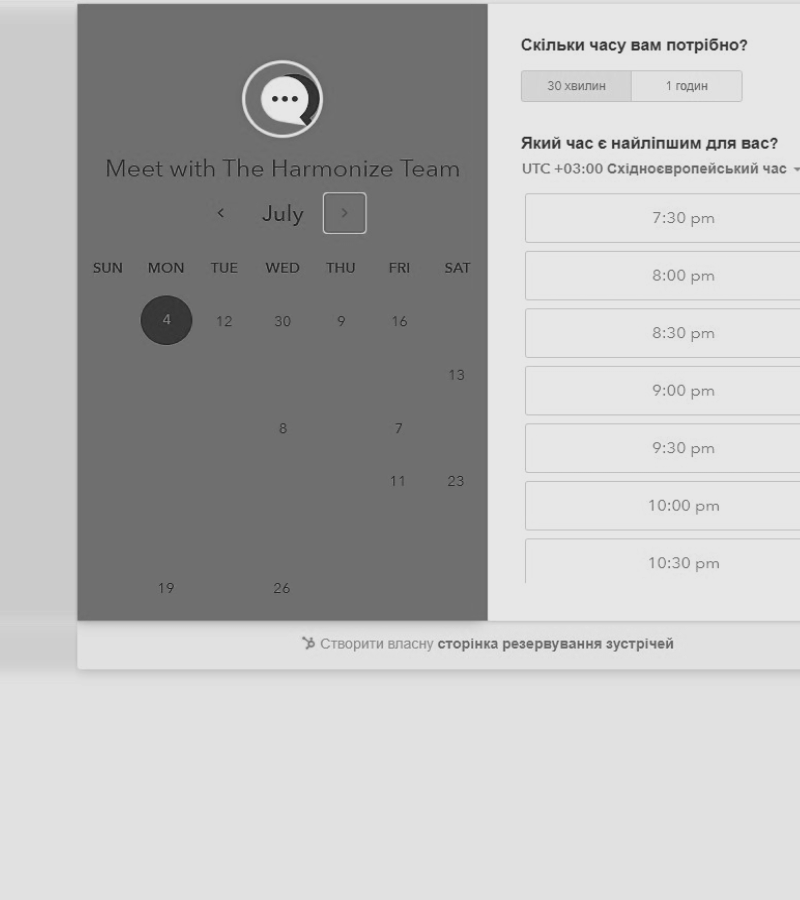 Meet with The Harmonize Team
July
SUN MON TUE WED THU FRI SAT
4 12 30 9 16
13
8 7
11 23
19 26
Скільки часу вам потрібно?
30 хвилин 1 годин
Який час є найліпшим для вас?
UTC +03:00 Східноєвропейський час
7:30 pm
8:00 pm
8:30 pm
9:00 pm
9:30 pm
10:00 pm
10:30 pm
Створити власну сторінка резервування зустрічей